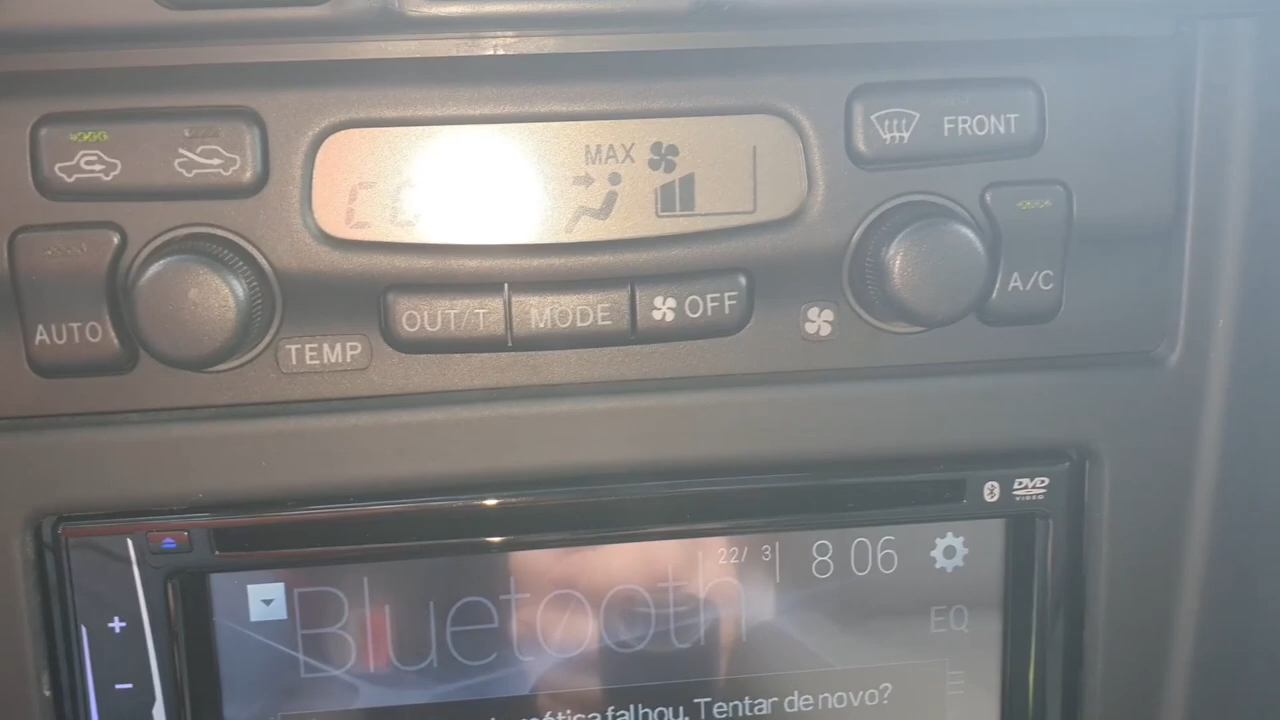 MAX
FRONT
AUTO
TEMP
OUT/T
MODE
OFF
A/C
DVD
VIDEO
22/ 3
8 06
Bluetooth
EQ
falhou. Tentar de novo?
+
-